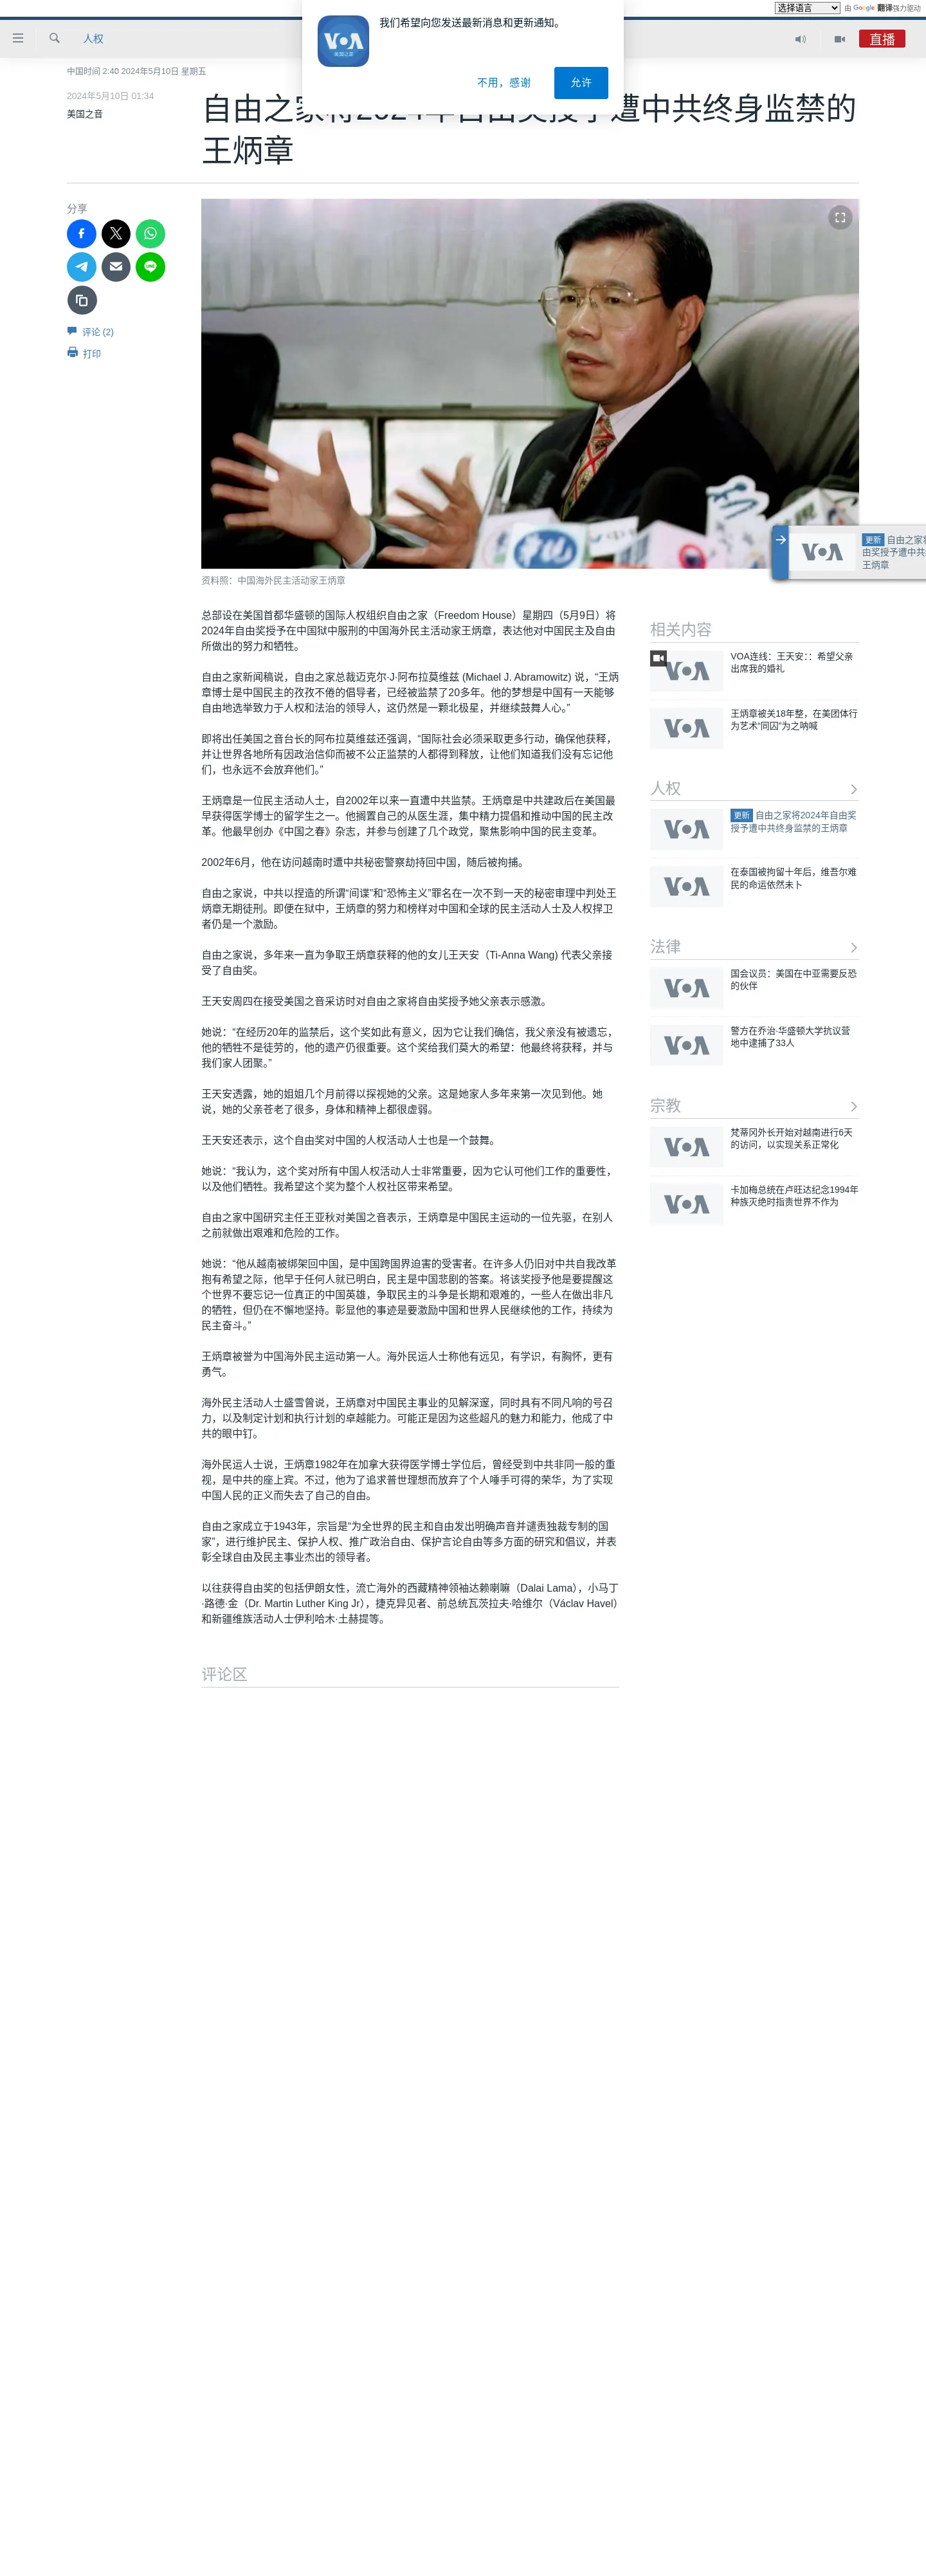 选择语言
由 Google 翻译强力驱动
我们希望向您发送最新消息和更新通知。
VOA
美国之音
不用，感谢
允许
人权
直播
中国时间 2:40 2024年5月10日 星期五
2024年5月10日 01:34
美国之音
自由之家将2024年自由奖授予遭中共终身监禁的
王炳章
分享
评论 (2)
打印
更新 自由之家将
由奖授予遭中共
王炳章
VOA
资料照：中国海外民主活动家王炳章
总部设在美国首都华盛顿的国际人权组织自由之家（Freedom House）星期四（5月9日）将
2024年自由奖授予在中国狱中服刑的中国海外民主活动家王炳章，表达他对中国民主及自由
所做出的努力和牺牲。
自由之家新闻稿说，自由之家总裁迈克尔·J·阿布拉莫维兹 (Michael J. Abramowitz) 说，“王炳
章博士是中国民主的孜孜不倦的倡导者，已经被监禁了20多年。他的梦想是中国有一天能够
自由地选举致力于人权和法治的领导人，这仍然是一颗北极星，并继续鼓舞人心。”
即将出任美国之音台长的阿布拉莫维兹还强调，“国际社会必须采取更多行动，确保他获释，
并让世界各地所有因政治信仰而被不公正监禁的人都得到释放，让他们知道我们没有忘记他
们，也永远不会放弃他们。”
王炳章是一位民主活动人士，自2002年以来一直遭中共监禁。王炳章是中共建政后在美国最
早获得医学博士的留学生之一。他搁置自己的从医生涯，集中精力提倡和推动中国的民主改
革。他最早创办《中国之春》杂志，并参与创建了几个政党，聚焦影响中国的民主变革。
2002年6月，他在访问越南时遭中共秘密警察劫持回中国，随后被拘捕。
自由之家说，中共以捏造的所谓“间谍”和“恐怖主义”罪名在一次不到一天的秘密审理中判处王
炳章无期徒刑。即便在狱中，王炳章的努力和榜样对中国和全球的民主活动人士及人权捍卫
者仍是一个激励。
自由之家说，多年来一直为争取王炳章获释的他的女儿王天安（Ti-Anna Wang) 代表父亲接
受了自由奖。
王天安周四在接受美国之音采访时对自由之家将自由奖授予她父亲表示感激。
她说：“在经历20年的监禁后，这个奖如此有意义，因为它让我们确信，我父亲没有被遗忘，
他的牺牲不是徒劳的，他的遗产仍很重要。这个奖给我们莫大的希望：他最终将获释，并与
我们家人团聚。”
王天安透露，她的姐姐几个月前得以探视她的父亲。这是她家人多年来第一次见到他。她
说，她的父亲苍老了很多，身体和精神上都很虚弱。
王天安还表示，这个自由奖对中国的人权活动人士也是一个鼓舞。
她说：“我认为，这个奖对所有中国人权活动人士非常重要，因为它认可他们工作的重要性，
以及他们牺牲。我希望这个奖为整个人权社区带来希望。
自由之家中国研究主任王亚秋对美国之音表示，王炳章是中国民主运动的一位先驱，在别人
之前就做出艰难和危险的工作。
她说：“他从越南被绑架回中国，是中国跨国界迫害的受害者。在许多人仍旧对中共自我改革
抱有希望之际，他早于任何人就已明白，民主是中国悲剧的答案。将该奖授予他是要提醒这
个世界不要忘记一位真正的中国英雄，争取民主的斗争是长期和艰难的，一些人在做出非凡
的牺牲，但仍在不懈地坚持。彰显他的事迹是要激励中国和世界人民继续他的工作，持续为
民主奋斗。”
王炳章被誉为中国海外民主运动第一人。海外民运人士称他有远见，有学识，有胸怀，更有
勇气。
海外民主活动人士盛雪曾说，王炳章对中国民主事业的见解深邃，同时具有不同凡响的号召
力，以及制定计划和执行计划的卓越能力。可能正是因为这些超凡的魅力和能力，他成了中
共的眼中钉。
海外民运人士说，王炳章1982年在加拿大获得医学博士学位后，曾经受到中共非同一般的重
视，是中共的座上宾。不过，他为了追求普世理想而放弃了个人唾手可得的荣华，为了实现
中国人民的正义而失去了自己的自由。
自由之家成立于1943年，宗旨是“为全世界的民主和自由发出明确声音并谴责独裁专制的国
家”，进行维护民主、保护人权、推广政治自由、保护言论自由等多方面的研究和倡议，并表
彰全球自由及民主事业杰出的领导者。
以往获得自由奖的包括伊朗女性，流亡海外的西藏精神领袖达赖喇嘛（Dalai Lama），小马丁
·路德·金（Dr. Martin Luther King Jr），捷克异见者、前总统瓦茨拉夫·哈维尔（Václav Havel）
和新疆维族活动人士伊利哈木·土赫提等。
评论区
相关内容
VOA
VOA连线：王天安：：希望父亲
出席我的婚礼
VOA
王炳章被关18年整，在美团体行
为艺术“同囚”为之呐喊
人权
VOA
更新 自由之家将2024年自由奖
授予遭中共终身监禁的王炳章
VOA
在泰国被拘留十年后，维吾尔难
民的命运依然未卜
法律
VOA
国会议员：美国在中亚需要反恐
的伙伴
VOA
警方在乔治·华盛顿大学抗议营
地中逮捕了33人
宗教
VOA
梵蒂冈外长开始对越南进行6天
的访问，以实现关系正常化
VOA
卡加梅总统在卢旺达纪念1994年
种族灭绝时指责世界不作为